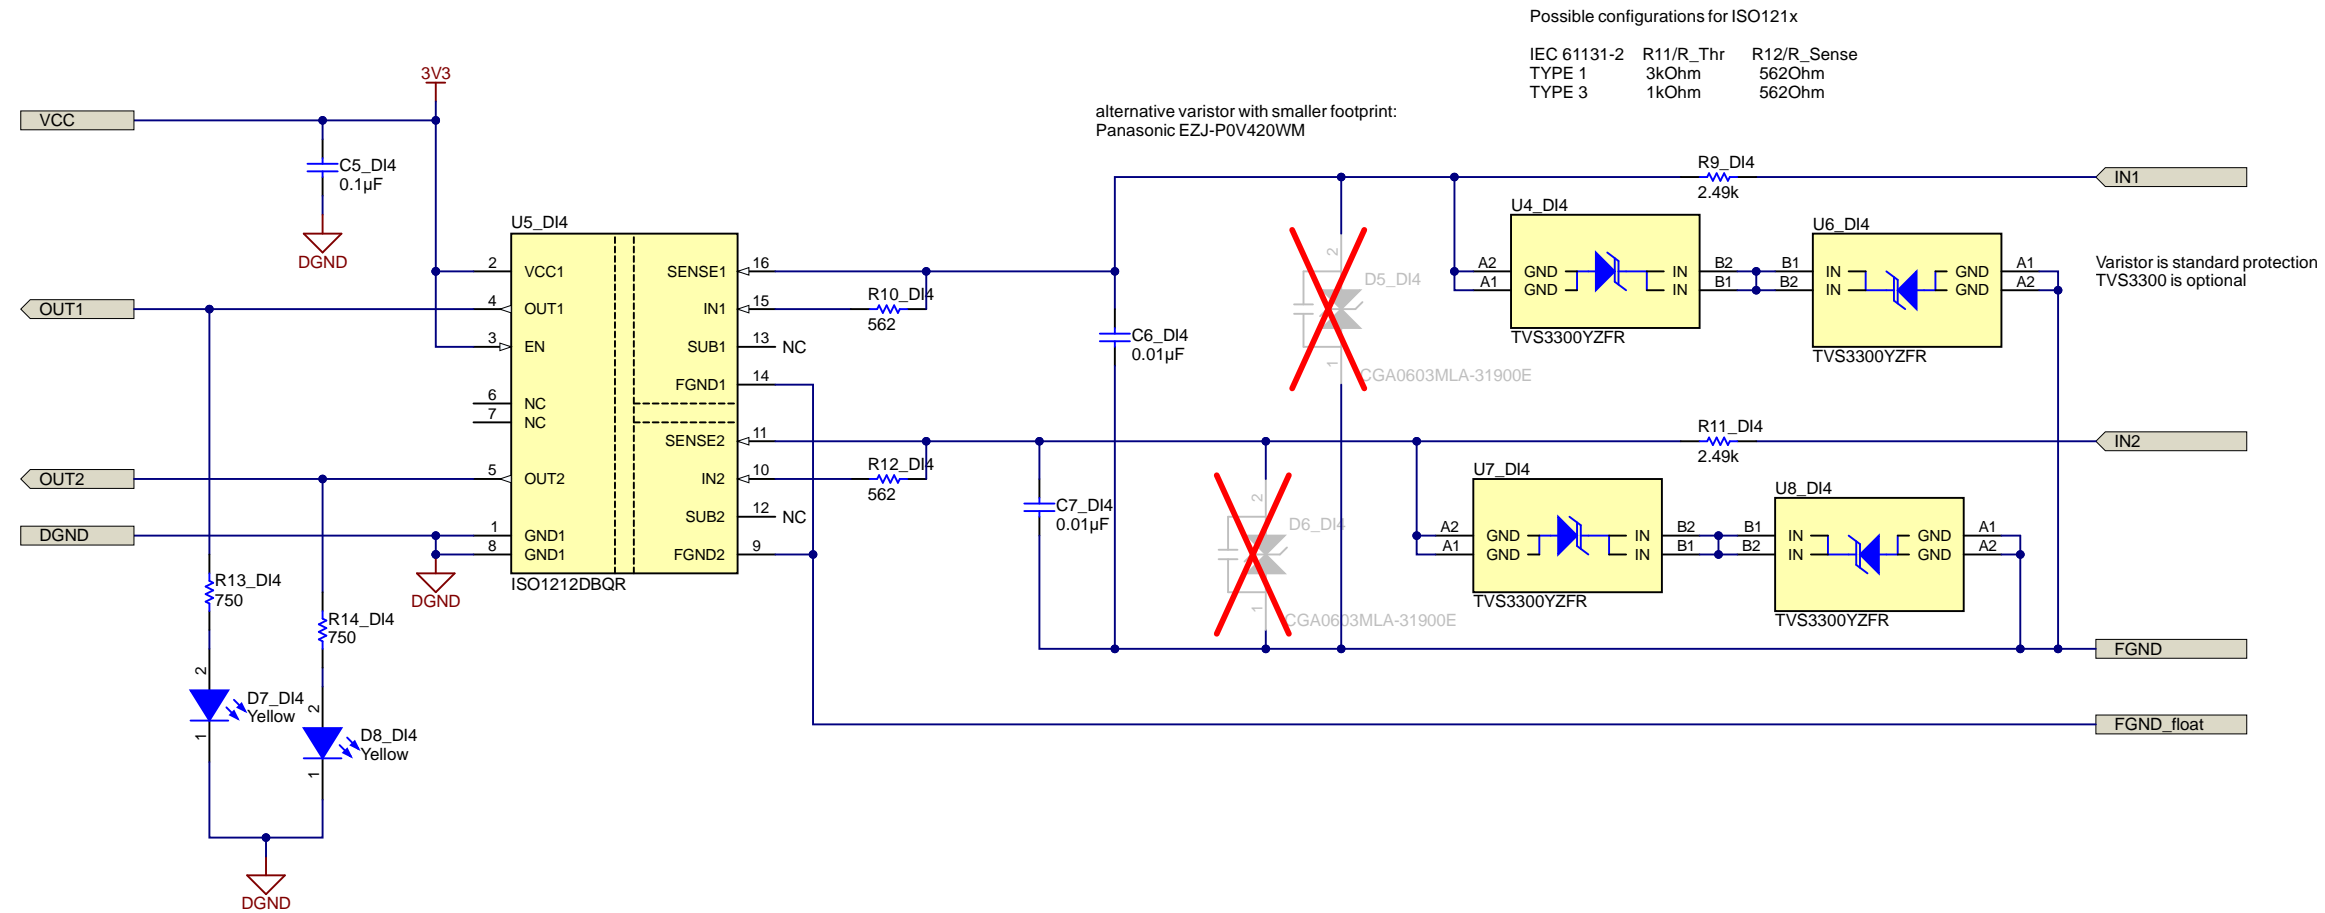 Possible configurations for ISO121x
IEC 61131-2 R11/R_Thr R12/R_Sense
TYPE 1 3kOhm 562Ohm
TYPE 3 1kOhm 562Ohm
alternative varistor with smaller footprint:
Panasonic EZJ-P0V420WM
3V3
VCC
C5_DI4
0.1µF
DGND
R9_DI4
2.49k
IN1
U5_DI4
2 VCC1
4 OUT1
3 EN
6 NC
7 NC
5 OUT2
1 GND1
8 GND1
SENSE1 16
IN1 15
SUB1 13 NC
FGND1 14
SENSE2 11
IN2 10
SUB2 12 NC
FGND2 9
ISO1212DBQR
OUT1
OUT2
DGND
DGND
R10_DI4
562
R12_DI4
562
C6_DI4
0.01µF
C7_DI4
0.01µF
2
D5_DI4
1
CGA0603MLA-31900E
2
D6_DI4
1
CGA0603MLA-31900E
U4_DI4
A2 GND IN B2
A1 GND IN B1
TVS3300YZFR
U6_DI4
B1 IN GND A1
B2 IN GND A2
TVS3300YZFR
Varistor is standard protection
TVS3300 is optional
R11_DI4
2.49k
IN2
U7_DI4
A2 GND IN B2
A1 GND IN B1
TVS3300YZFR
U8_DI4
B1 IN GND A1
B2 IN GND A2
TVS3300YZFR
FGND
FGND_float
R13_DI4
750
R14_DI4
750
2
D7_DI4
Yellow
1
2
D8_DI4
Yellow
1
DGND